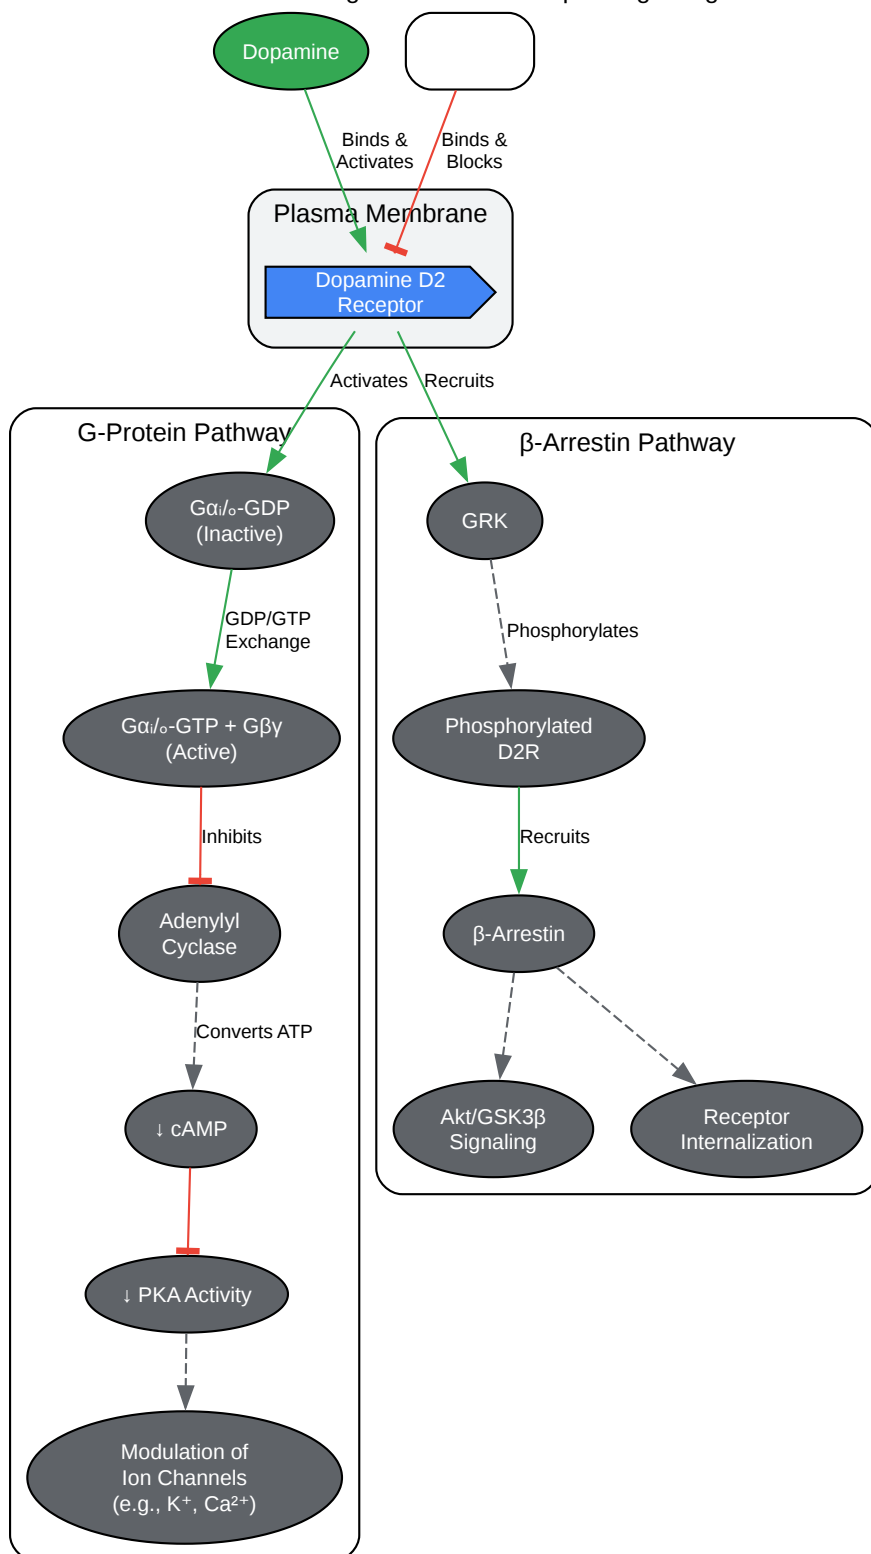 Dopamine
Binds &
Activates
Binds &
Blocks
Plasma Membrane
Dopamine D2
Receptor
Activates
Recruits
G-Protein Pathway
β-Arrestin Pathway
Gαᵢ/ₒ-GDP
(Inactive)
GRK
GDP/GTP
Exchange
Phosphorylates
Gαᵢ/ₒ-GTP + Gβγ
(Active)
Phosphorylated
D2R
Inhibits
Recruits
Adenylyl
Cyclase
β-Arrestin
Converts ATP
↓ cAMP
Akt/GSK3β
Signaling
Receptor
Internalization
↓ PKA Activity
Modulation of
Ion Channels
(e.g., K⁺, Ca²⁺)